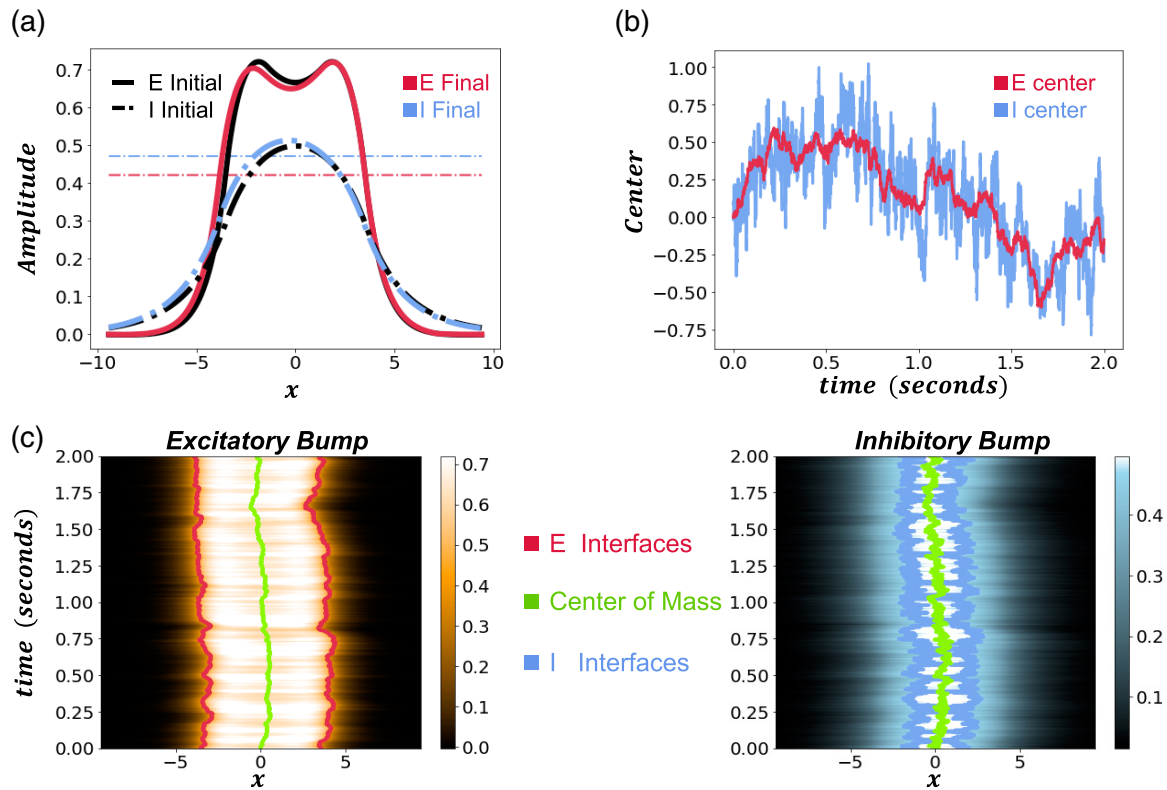 (a)
E Initial
I Initial
E Final
I Final
Amplitude
0.7
0.6
0.5
0.4
0.3
0.2
0.1
0.0
−10 −5 0 5 10
x
(b)
E center
I center
Center
1.00
0.75
0.50
0.25
0.00
−0.25
−0.50
−0.75
0.0 0.5 1.0 1.5 2.0
time (seconds)
(c)
Excitatory Bump
time (seconds)
2.00
1.75
1.50
1.25
1.00
0.75
0.50
0.25
0.00
−5 0 5
x
0.7
0.6
0.5
0.4
0.3
0.2
0.1
0.0
E Interfaces
Center of Mass
I Interfaces
Inhibitory Bump
2.00
1.75
1.50
1.25
1.00
0.75
0.50
0.25
0.00
−5 0 5
x
0.4
0.3
0.2
0.1